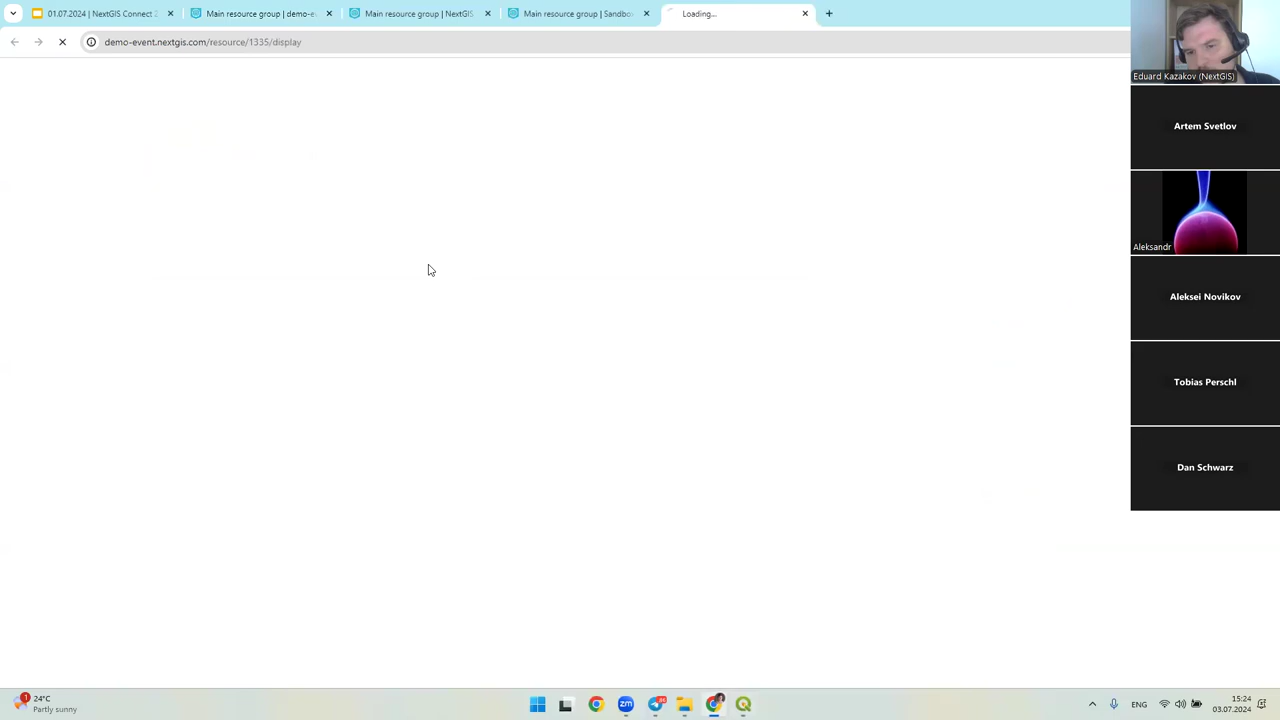 01.07.2024 | NextGIS Connect 2
Main resource group | demo-e
Main resource group | NextGIS
Main resource group | Sandbo
Loading...
demo-event.nextgis.com/resource/1335/display
Eduard Kazakov (NextGIS)
Artem Svetlov
Aleksandr
Aleksei Novikov
Tobias Perschl
Dan Schwarz
1
24°C
Partly sunny
zm
ENG
15:24
03.07.2024